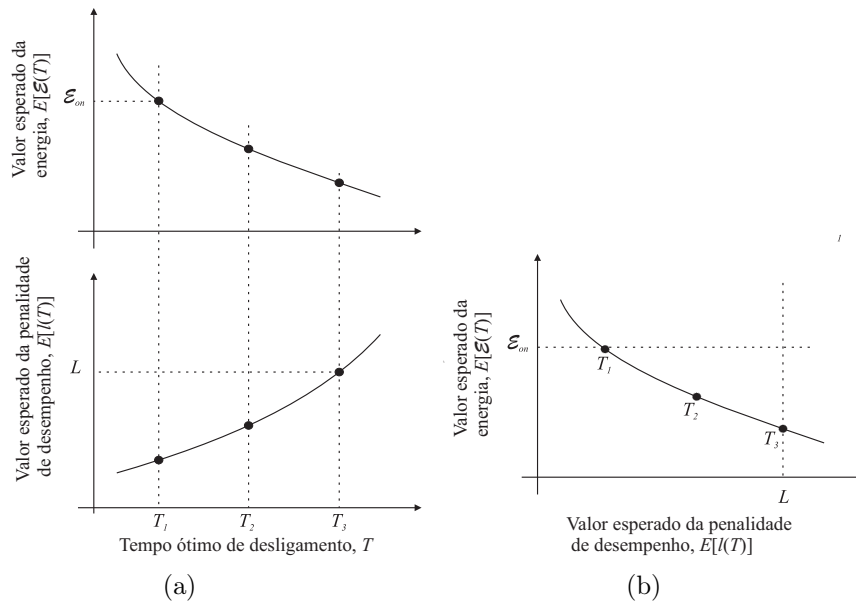 Valor esperado da
energia, E[ℰ(T)]
ℰon
Valor esperado da penalidade
de desempenho, E[l(T)]
L
T1 T2 T3
Tempo ótimo de desligamento, T
(a)
l
Valor esperado da
energia, E[ℰ(T)]
ℰon
T1
T2
T3
L
Valor esperado da penalidade
de desempenho, E[l(T)]
(b)